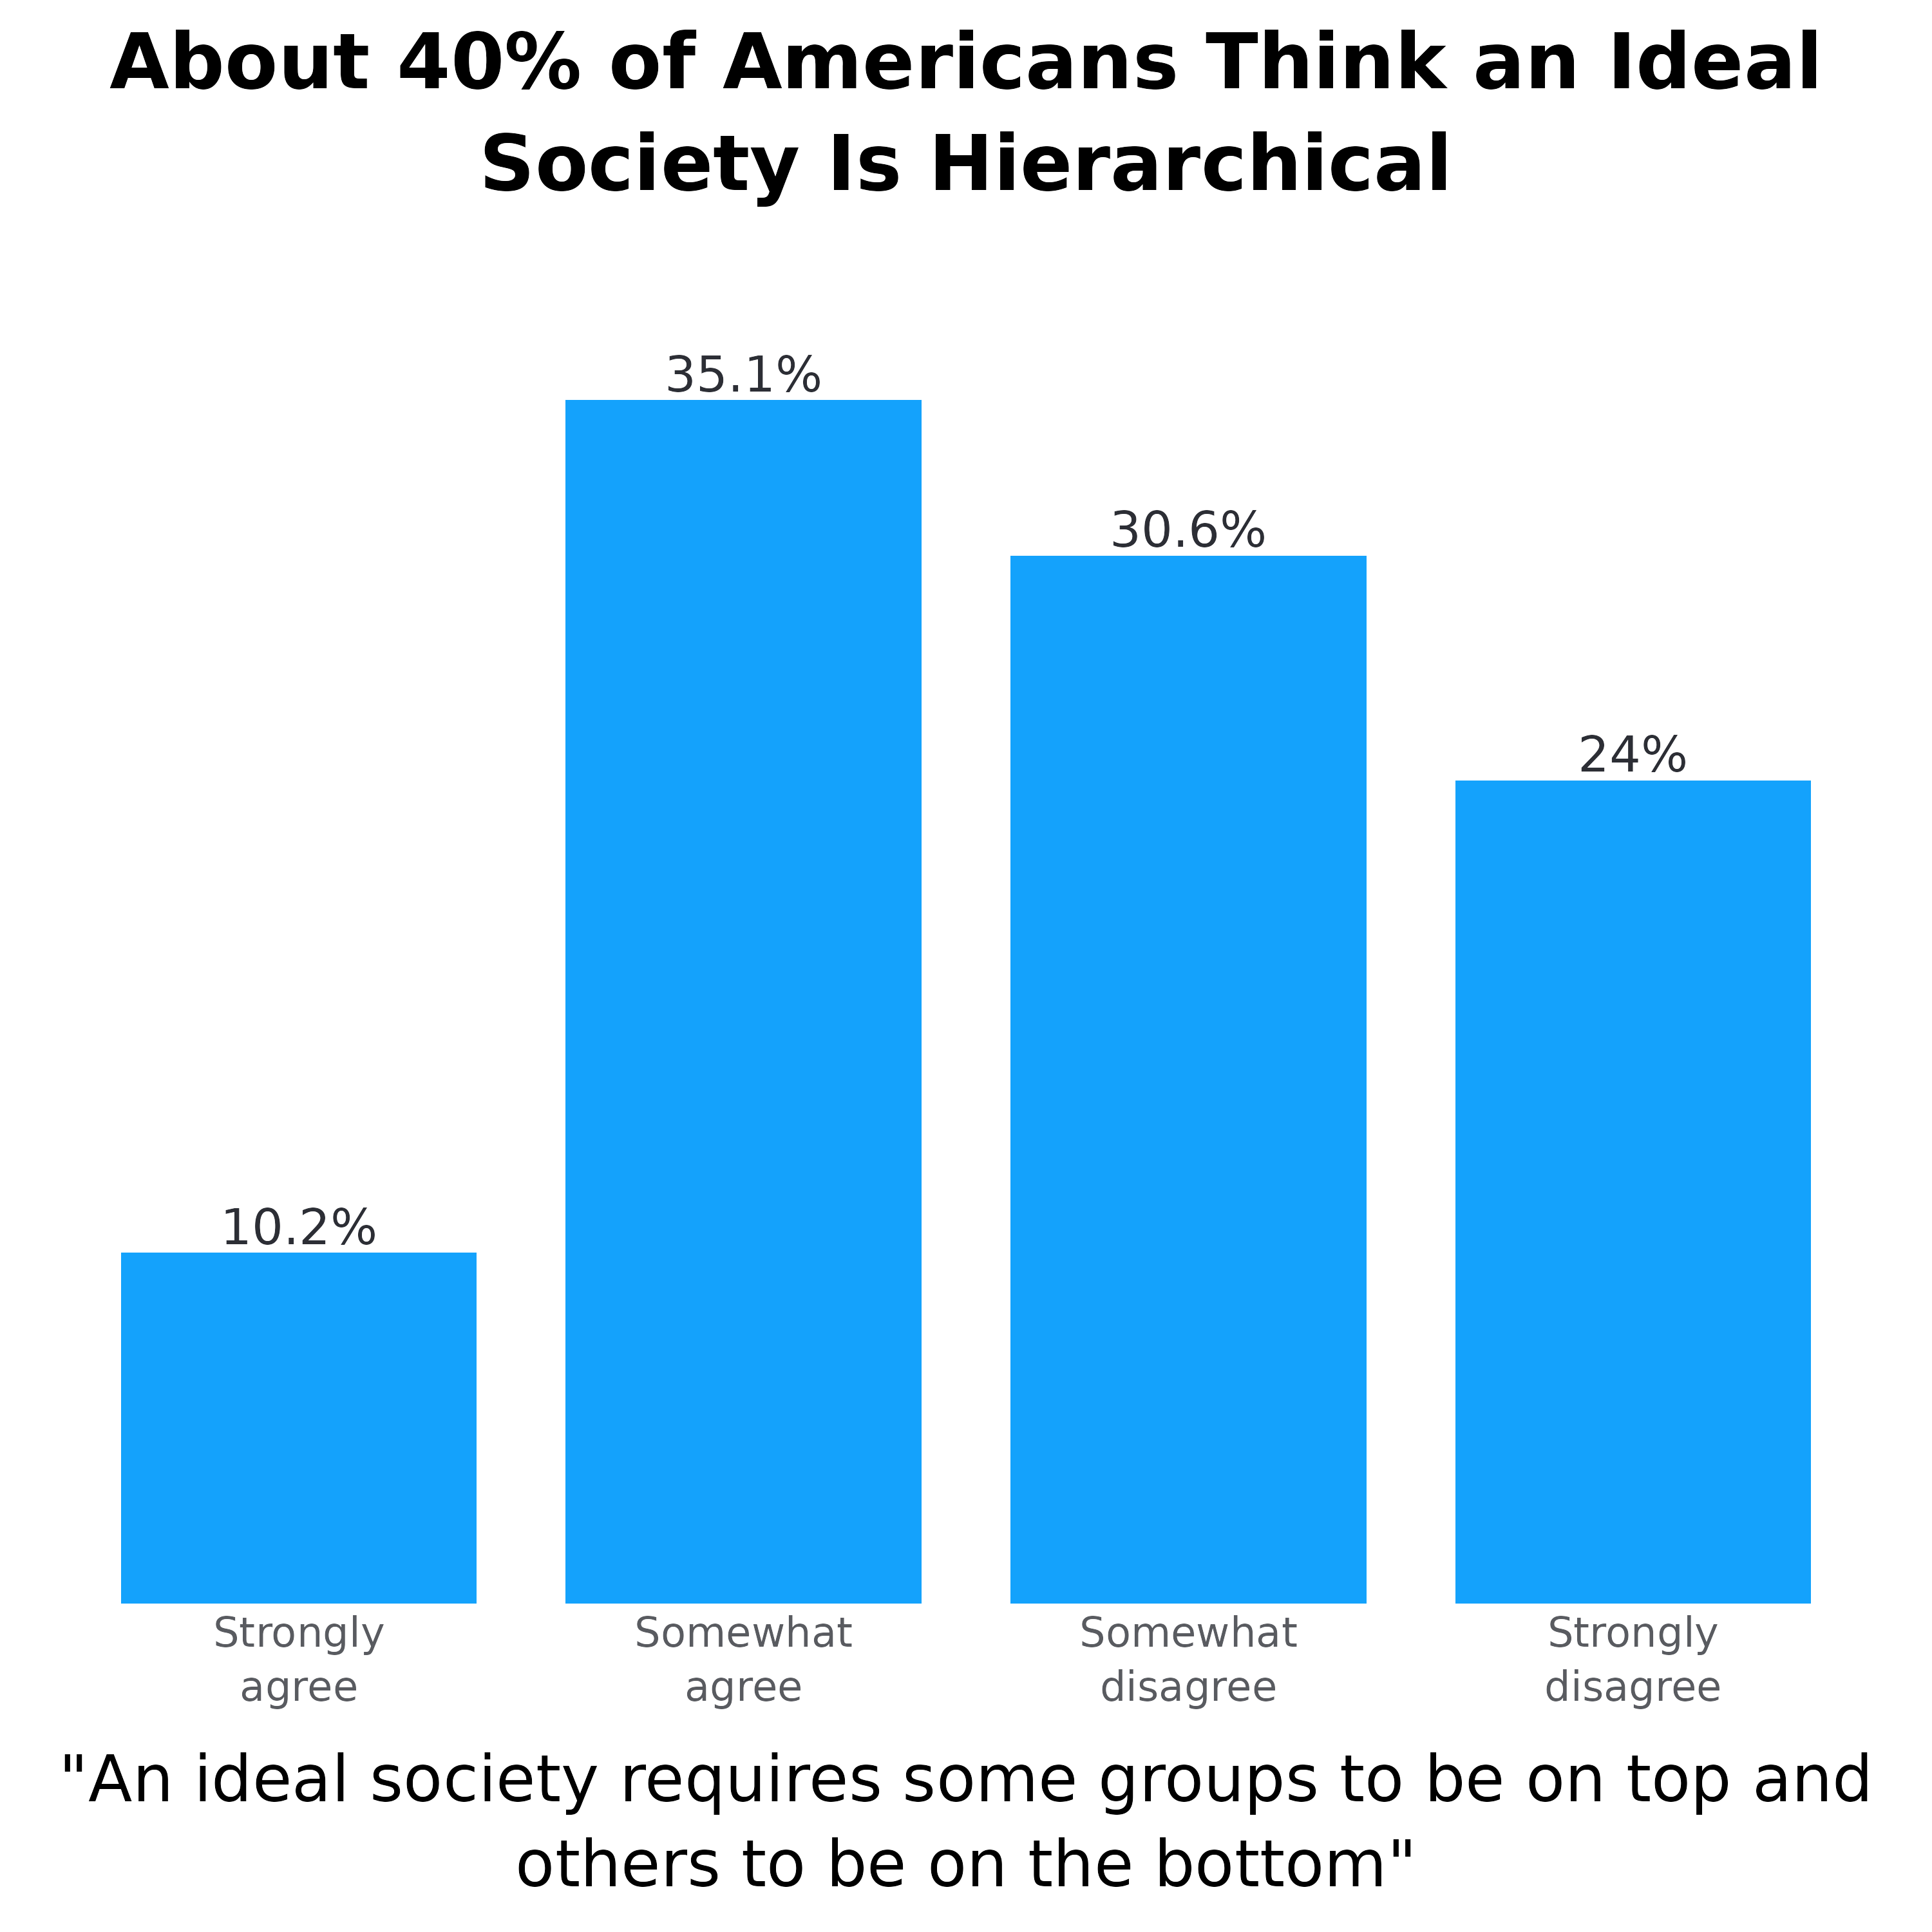 About 40% of Americans Think an Ideal
Society Is Hierarchical
35.1%
30.6%
24%
10.2%
Strongly
agree
Somewhat
agree
Somewhat
disagree
Strongly
disagree
"An ideal society requires some groups to be on top and
others to be on the bottom"